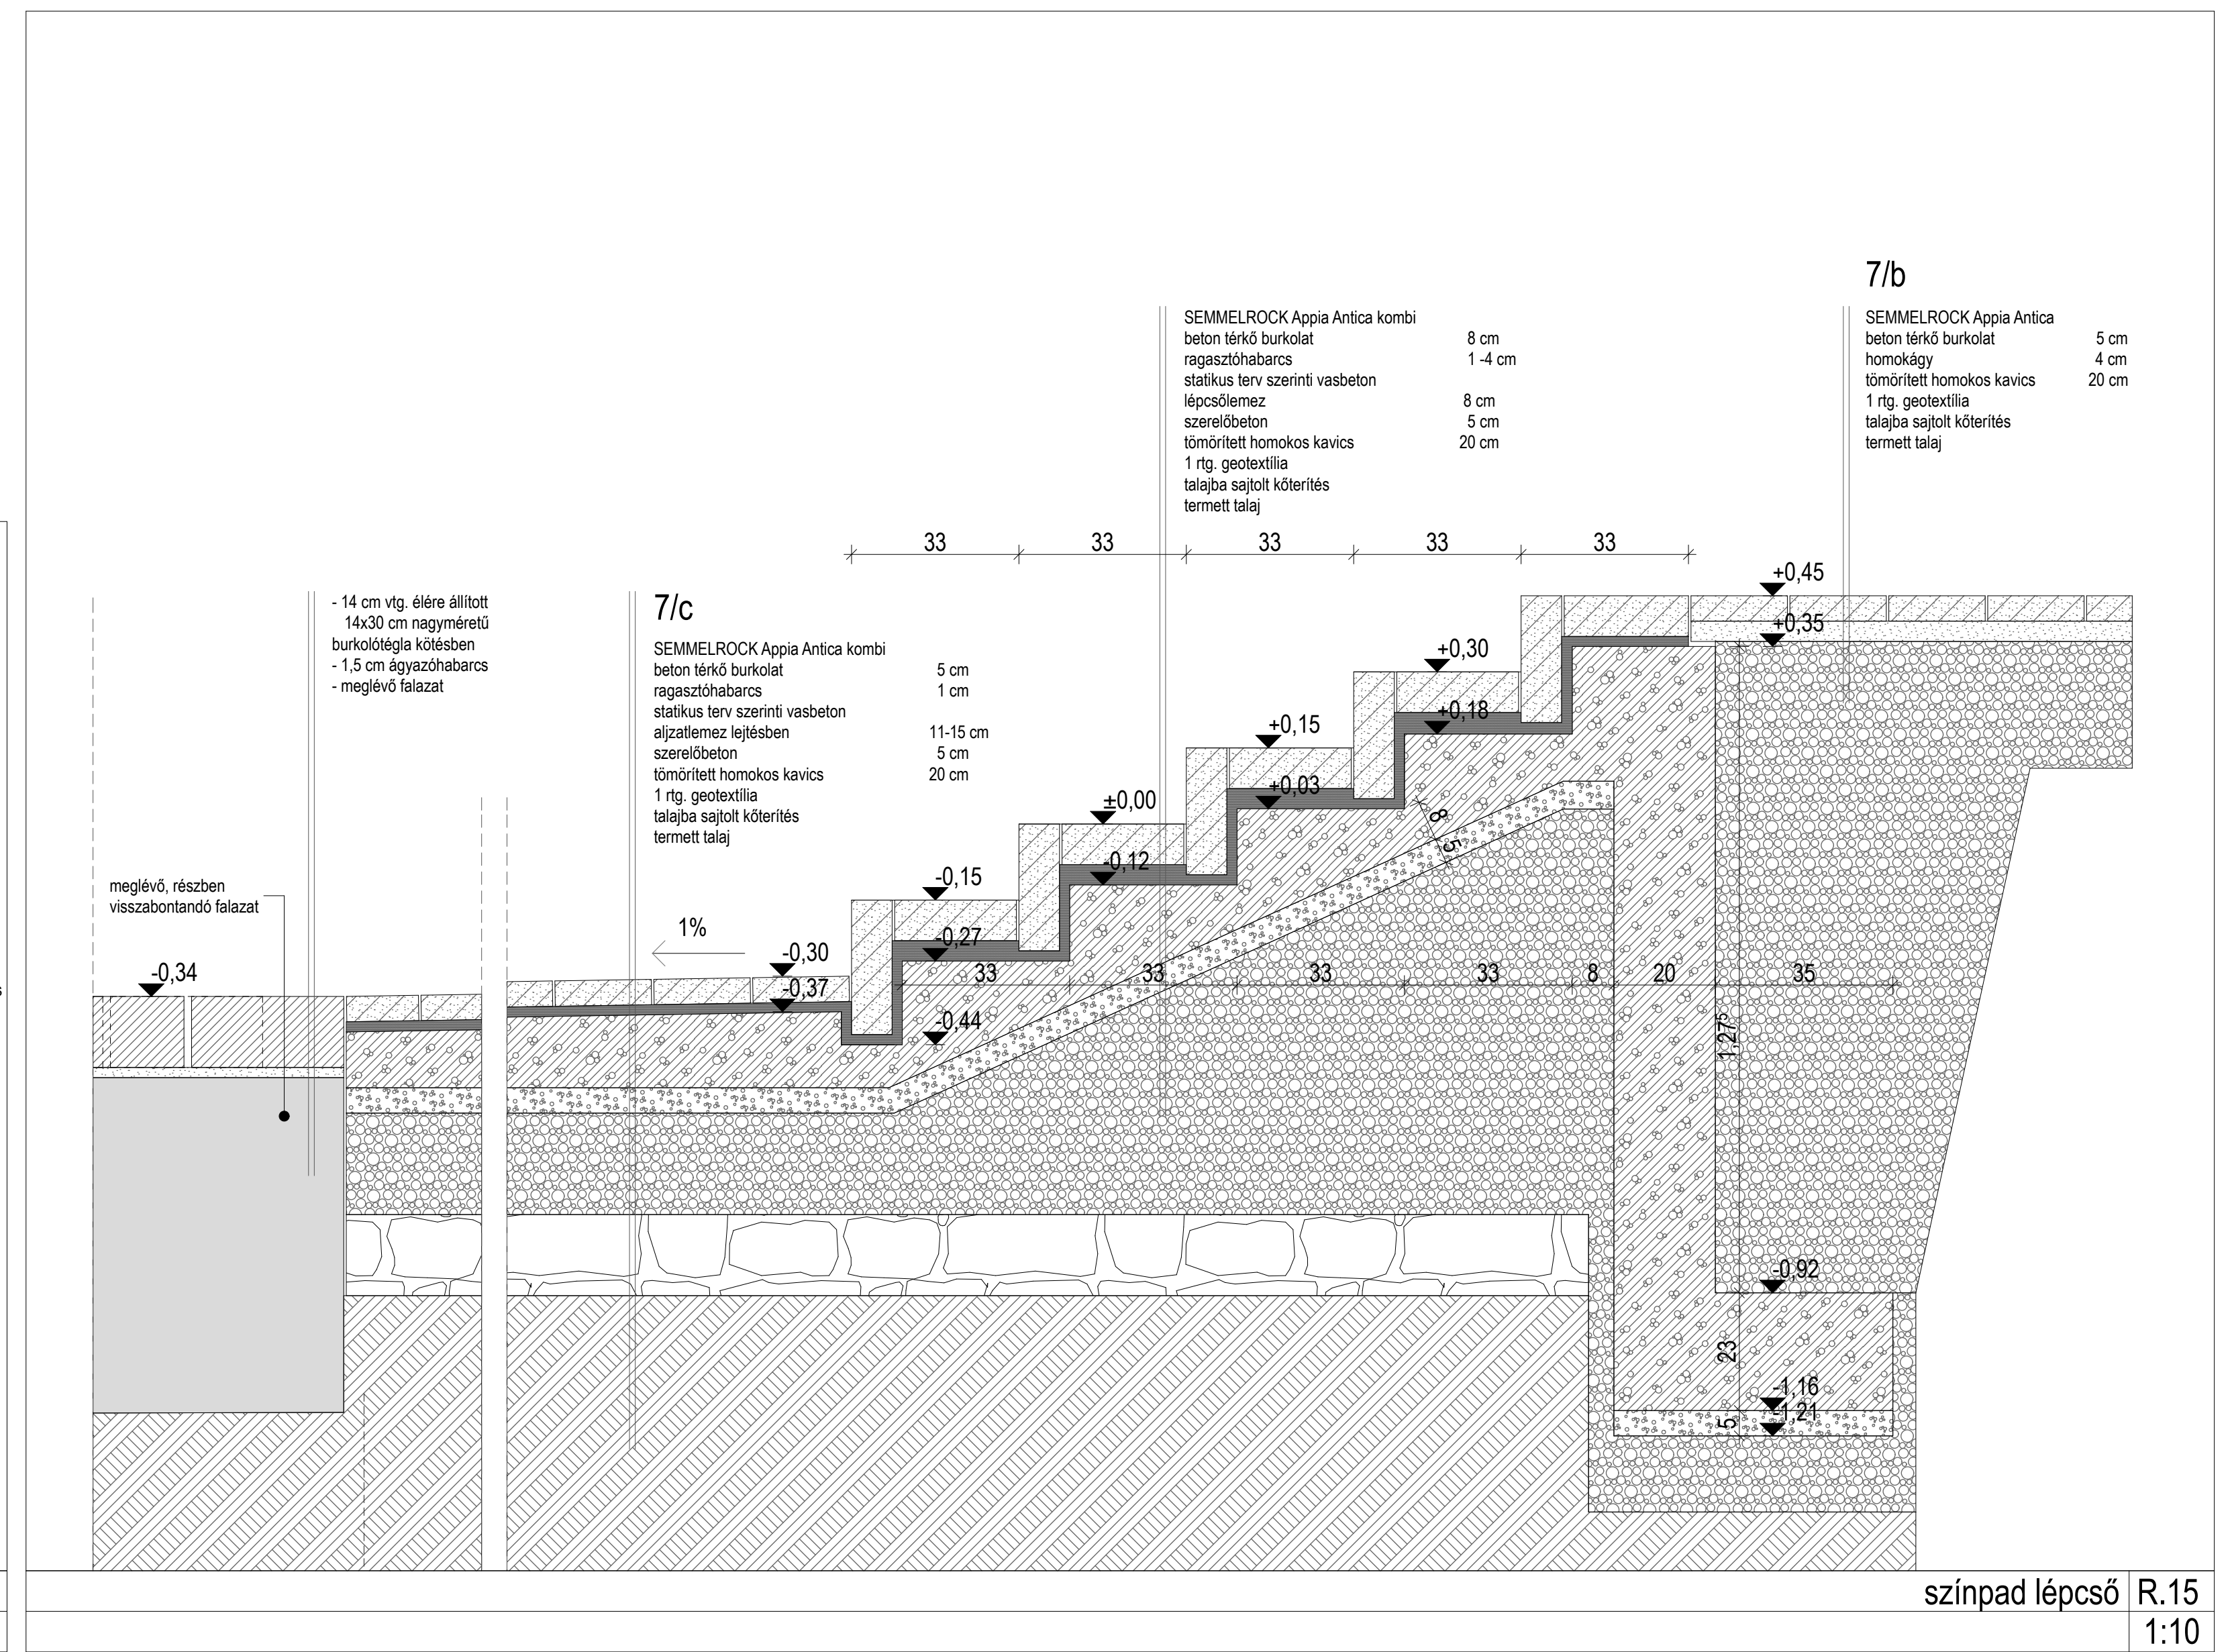 7/b
SEMMELROCK Appia Antica
beton térkő burkolat 5 cm
homokágy 4 cm
tömörített homokos kavics 20 cm
1 rtg. geotextília
talajba sajtolt kőterítés
termett talaj
SEMMELROCK Appia Antica kombi
beton térkő burkolat 8 cm
ragasztóhabarcs 1 -4 cm
statikus terv szerinti vasbeton
lépcsőlemez 8 cm
szerelőbeton 5 cm
tömörített homokos kavics 20 cm
1 rtg. geotextília
talajba sajtolt kőterítés
termett talaj
33 33 33 33 33
- 14 cm vtg. élére állított
14x30 cm nagyméretű
burkolótégla kötésben
- 1,5 cm ágyazóhabarcs
- meglévő falazat
7/c
SEMMELROCK Appia Antica kombi
beton térkő burkolat 5 cm
ragasztóhabarcs 1 cm
statikus terv szerinti vasbeton
aljzatlemez lejtésben 11-15 cm
szerelőbeton 5 cm
tömörített homokos kavics 20 cm
1 rtg. geotextília
talajba sajtolt kőterítés
termett talaj
+0,45
+0,35
+0,30
+0,18
+0,15
+0,03
±0,00
-0,12
-0,15
-0,27
-0,30
-0,37
-0,44
-0,34
1%
8
5
meglévő, részben
visszabontandó falazat
33 33 33 33 8 20 35
1,27⁵
-0,92
23
-1,16
-1,21
5
színpad lépcső R.15
1:10